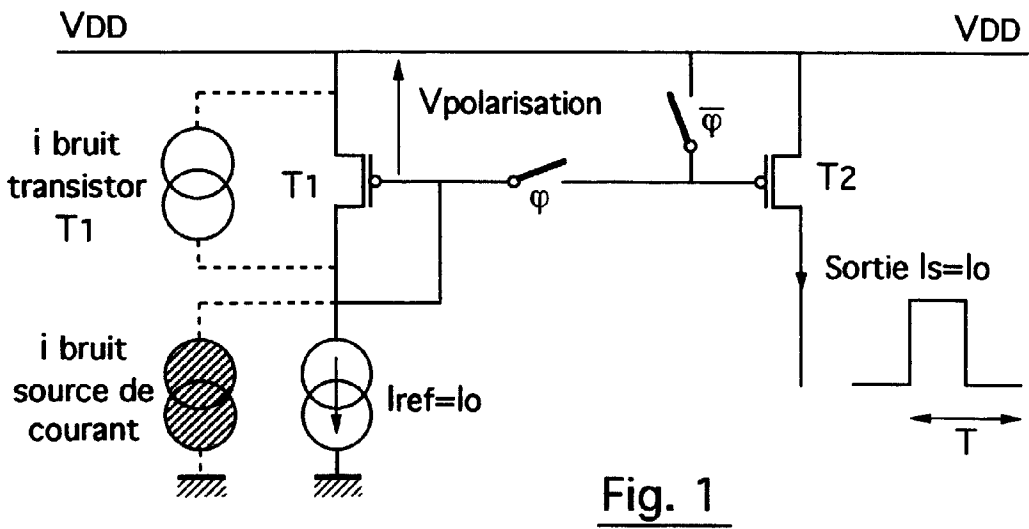 VDD
VDD
Vpolarisation
φ̅
i bruit
transistor
T1
T1
φ
T2
Sortie Is=Io
i bruit
source de
courant
Iref=Io
T
Fig. 1